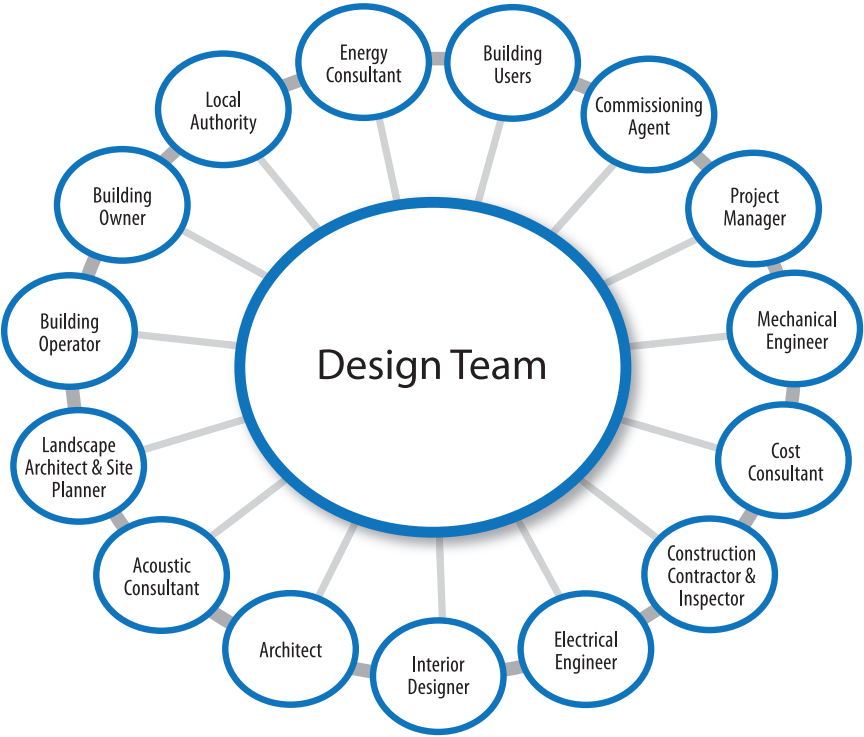 Energy
Consultant
Building
Users
Local
Authority
Commissioning
Agent
Building
Owner
Project
Manager
Building
Operator
Mechanical
Engineer
Design Team
Landscape
Architect & Site
Planner
Cost
Consultant
Acoustic
Consultant
Construction
Contractor &
Inspector
Architect
Interior
Designer
Electrical
Engineer